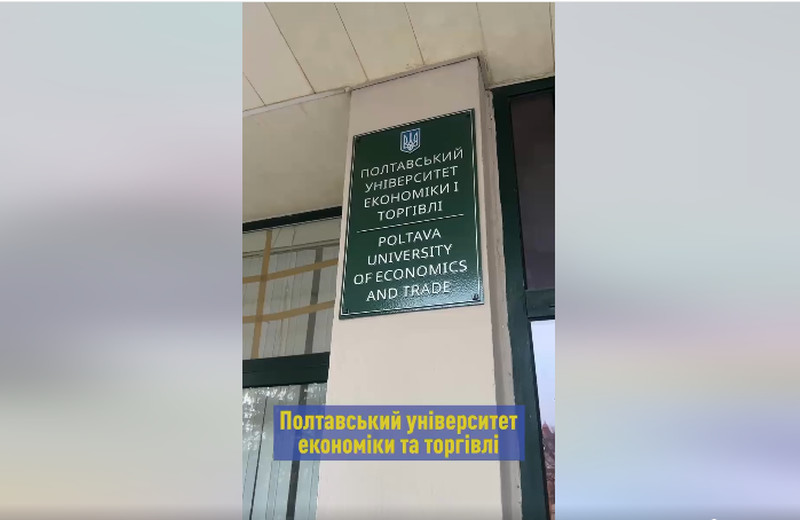 ПОЛТАВСЬКИЙ
УНІВЕРСИТЕТ
ЕКОНОМІКИ І
ТОРГІВЛІ
POLTAVA
UNIVERSITY
OF ECONOMICS
AND TRADE
Полтавський університет
економіки та торгівлі